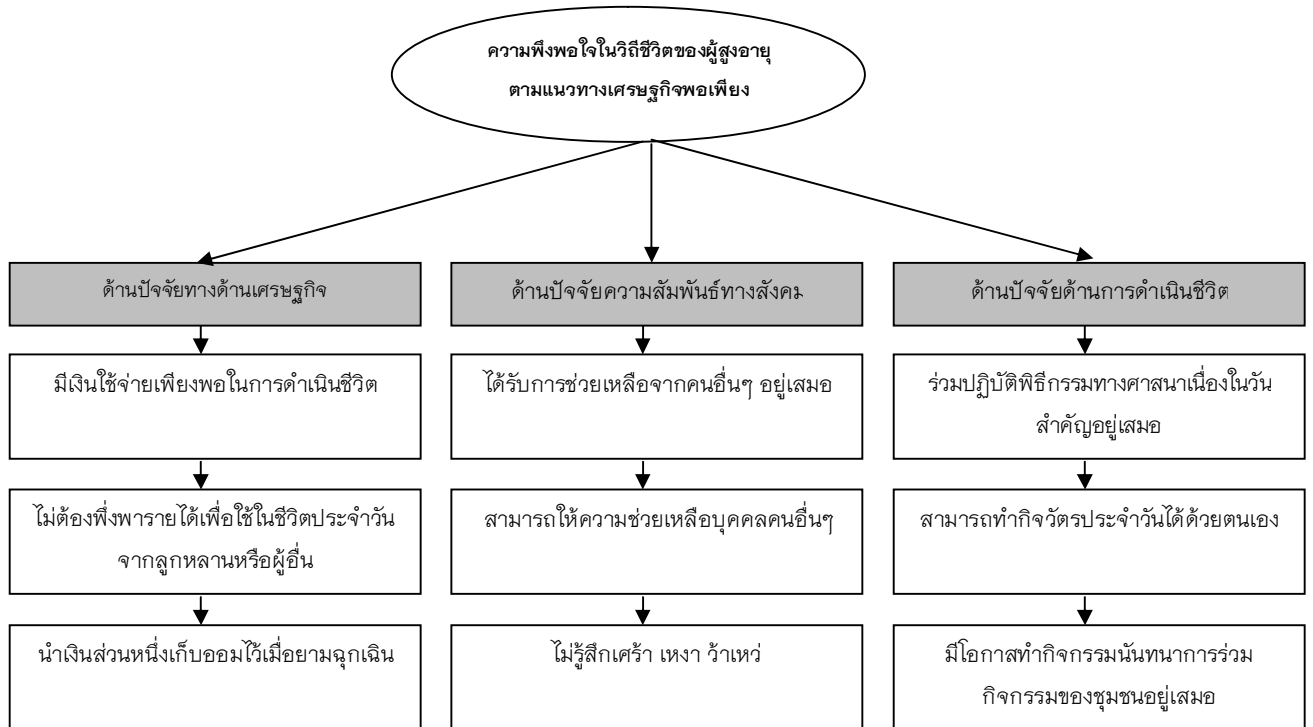 ความพึงพอใจในวิถีชีวิตของผู้สูงอายุ
ตามแนวทางเศรษฐกิจพอเพียง
ด้านปัจจัยทางด้านเศรษฐกิจ
ด้านปัจจัยความสัมพันธ์ทางสังคม
ด้านปัจจัยด้านการดำเนินชีวิต
มีเงินใช้จ่ายเพียงพอในการดำเนินชีวิต
ได้รับการช่วยเหลือจากคนอื่นๆ อยู่เสมอ
ร่วมปฏิบัติพิธีกรรมทางศาสนาเนื่องในวัน
สำคัญอยู่เสมอ
ไม่ต้องพึ่งพารายได้เพื่อใช้ในชีวิตประจำวัน
จากลูกหลานหรือผู้อื่น
สามารถให้ความช่วยเหลือบุคคลคนอื่นๆ
สามารถทำกิจวัตรประจำวันได้ด้วยตนเอง
นำเงินส่วนหนึ่งเก็บออมไว้เมื่อยามฉุกเฉิน
ไม่รู้สึกเศร้า เหงา ว้าเหว่
มีโอกาสทำกิจกรรมนันทนาการร่วม
กิจกรรมของชุมชนอยู่เสมอ